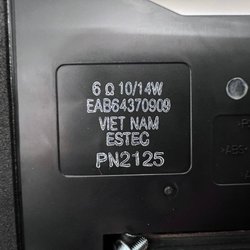 6 Ω 10/14W
EAB64370909
VIET NAM
ESTEC
PN2125